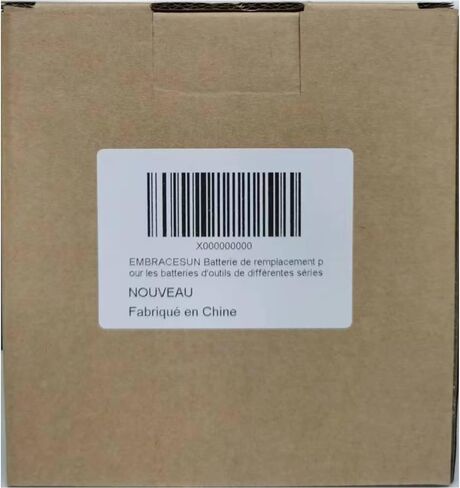 X000000000
EMBRACESUN Batterie de remplacement p
our les batteries d'outils de différentes séries
NOUVEAU
Fabriqué en Chine